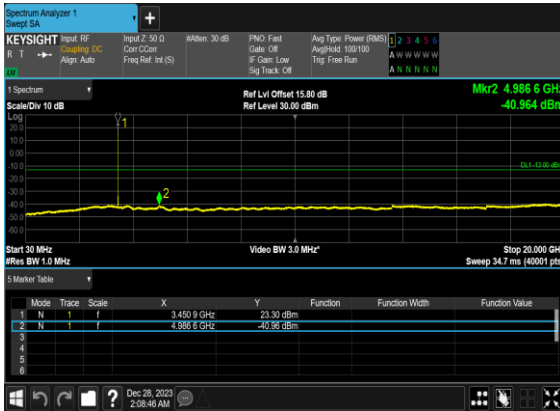 Spectrum Analyzer 1
Swept SA
+
KEYSIGHT Input: RF Input Z: 50 Ω #Atten: 30 dB PNO: Fast Avg Type: Power (RMS) 1 2 3 4 5 6
R T Coupling: DC Corr CCorr Gate: Off Avg|Hold: 100/100 A W W W W W
Align: Auto Freq Ref: Int (S) IF Gain: Low Trig: Free Run
Sig Track: Off A N N N N N
1 Spectrum Ref Lvl Offset 15.80 dB Mkr2 4.986 6 GHz
Scale/Div 10 dB Ref Level 30.00 dBm -40.964 dBm
Log
1
20.0
10.0
0.00
-10.0 DL1 -13.00 dBm
-20.0
-30.0
2
-40.0
-50.0
-60.0
Start 30 MHz Video BW 3.0 MHz* Stop 20.000 GHz
#Res BW 1.0 MHz Sweep 34.7 ms (40001 pts)
5 Marker Table
Mode Trace Scale X Y Function Function Width Function Value
1 N 1 f 3.450 9 GHz 23.30 dBm
2 N 1 f 4.986 6 GHz -40.96 dBm
3
4
5
6
? Dec 28, 2023
2:08:46 AM